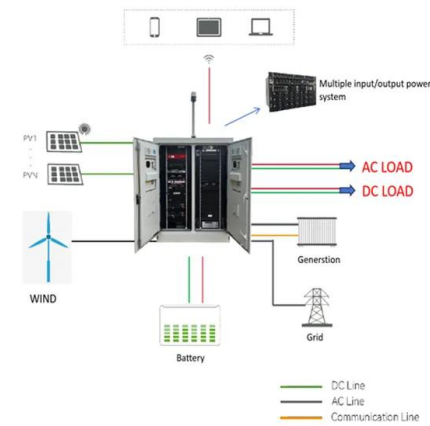 Multiple input/output power
system
PV1
PVN
AC LOAD
DC LOAD
WIND
Generstion
Battery
Grid
DC Line
AC Line
Communication Line